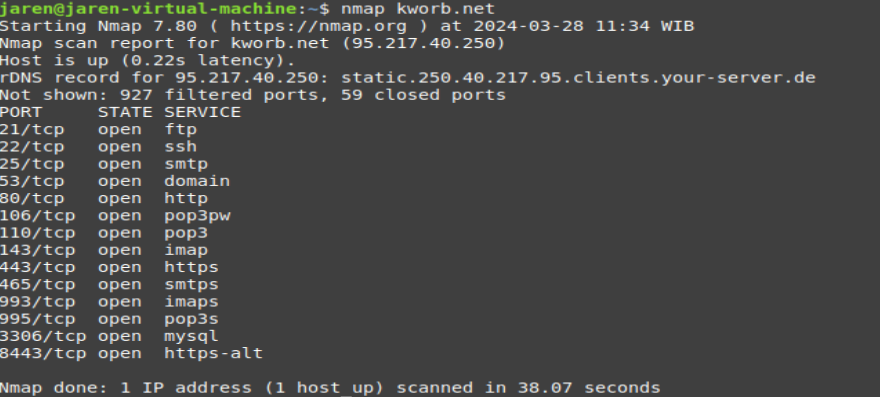 jaren@jaren-virtual-machine:~$ nmap kworb.net
Starting Nmap 7.80 ( https://nmap.org ) at 2024-03-28 11:34 WIB
Nmap scan report for kworb.net (95.217.40.250)
Host is up (0.22s latency).
rDNS record for 95.217.40.250: static.250.40.217.95.clients.your-server.de
Not shown: 927 filtered ports, 59 closed ports
PORT     STATE SERVICE
21/tcp   open  ftp
22/tcp   open  ssh
25/tcp   open  smtp
53/tcp   open  domain
80/tcp   open  http
106/tcp  open  pop3pw
110/tcp  open  pop3
143/tcp  open  imap
443/tcp  open  https
465/tcp  open  smtps
993/tcp  open  imaps
995/tcp  open  pop3s
3306/tcp open  mysql
8443/tcp open  https-alt
Nmap done: 1 IP address (1 host up) scanned in 38.07 seconds